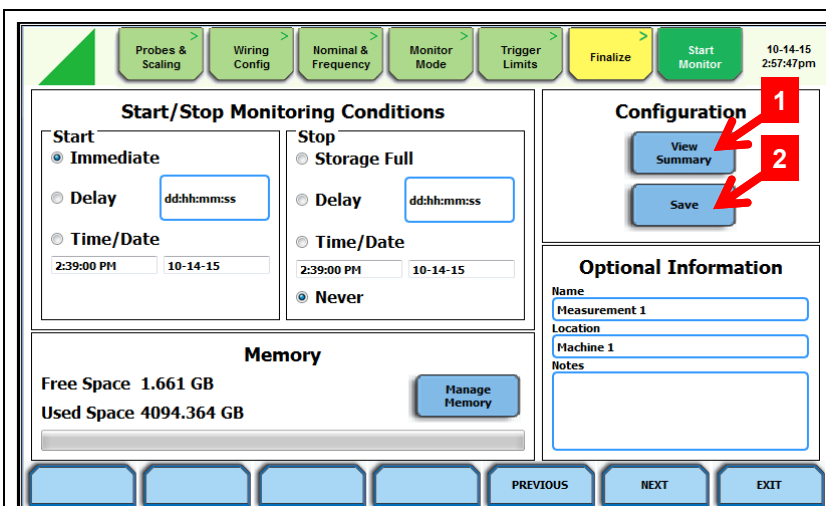 Probes & Scaling >
Wiring Config >
Nominal & Frequency >
Monitor Mode >
Trigger Limits >
Finalize >
Start Monitor
10-14-15
2:57:47pm
Start/Stop Monitoring Conditions
Start
Immediate
Delay
dd:hh:mm:ss
Time/Date
2:39:00 PM
10-14-15
Stop
Storage Full
Delay
dd:hh:mm:ss
Time/Date
2:39:00 PM
10-14-15
Never
Configuration
1
View
Summary
2
Save
Memory
Free Space 1.661 GB
Used Space 4094.364 GB
Manage
Memory
Optional Information
Name
Measurement 1
Location
Machine 1
Notes
PREVIOUS
NEXT
EXIT